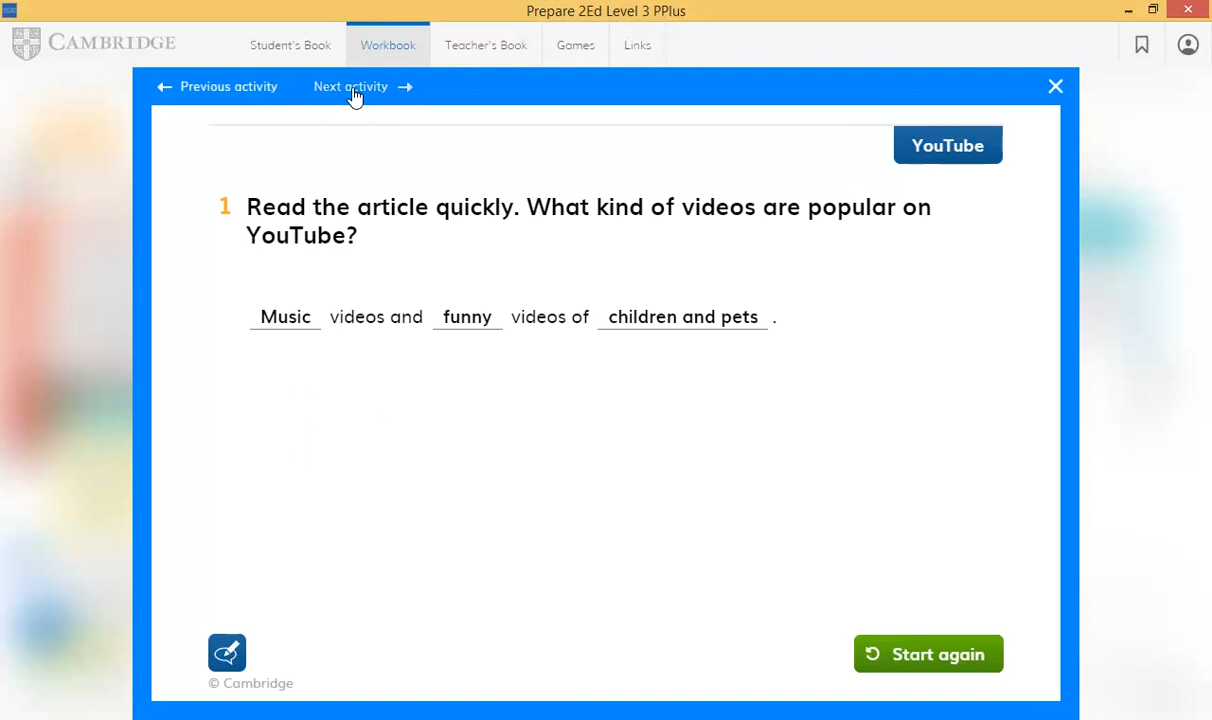 Prepare 2Ed Level 3 PPlus
CAMBRIDGE
Student's Book
Workbook
Teacher's Book
Games
Links
Previous activity
Next activity
YouTube
1 Read the article quickly. What kind of videos are popular on
YouTube?
Music videos and funny videos of children and pets .
Start again
© Cambridge